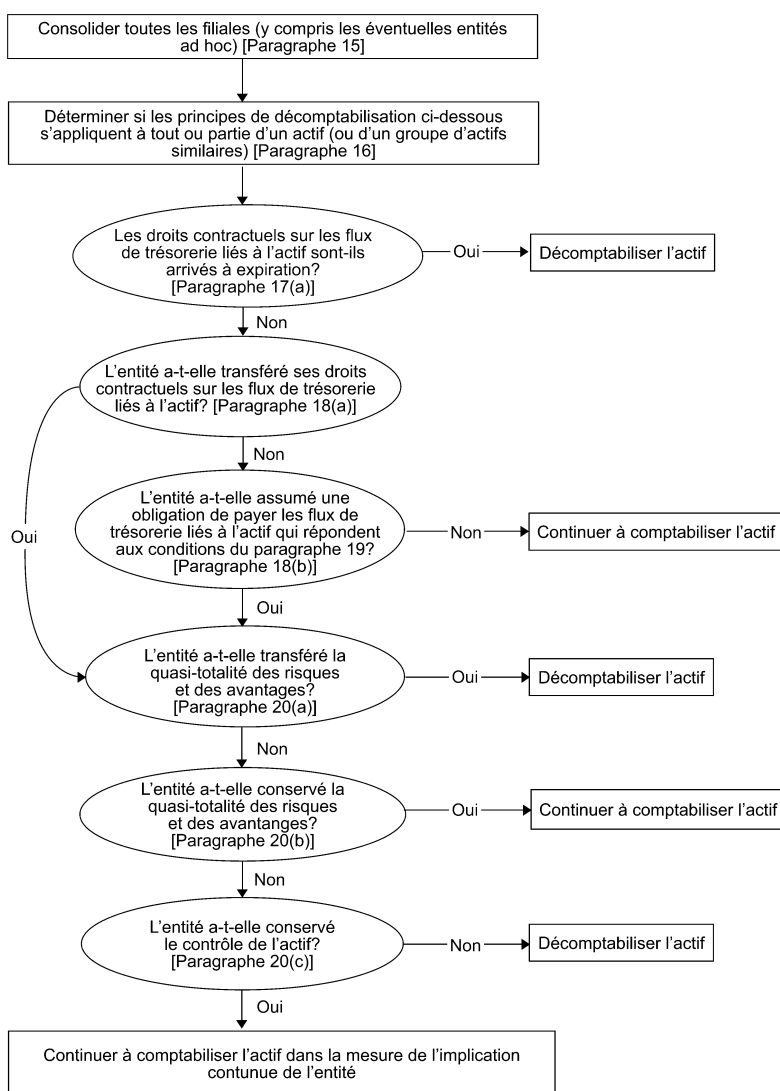 Consolider toutes les filiales (y compris les éventuelles entités
ad hoc) [Paragraphe 15]
Déterminer si les principes de décomptabilisation ci-dessous
s'appliquent à tout ou partie d'un actif (ou d'un groupe d'actifs
similaires) [Paragraphe 16]
Les droits contractuels sur les flux
de trésorerie liés à l'actif sont-ils
arrivés à expiration?
[Paragraphe 17(a)]
Oui
Décomptabiliser l'actif
Non
L'entité a-t-elle transféré ses droits
contractuels sur les flux de trésorerie
liés à l'actif? [Paragraphe 18(a)]
Non
Oui
L'entité a-t-elle assumé une
obligation de payer les flux de
trésorerie liés à l'actif qui répondent
aux conditions du paragraphe 19?
[Paragraphe 18(b)]
Non
Continuer à comptabiliser l'actif
Oui
L'entité a-t-elle transféré la
quasi-totalité des risques
et des avantages?
[Paragraphe 20(a)]
Oui
Décomptabiliser l'actif
Non
L'entité a-t-elle conservé la
quasi-totalité des risques
et des avantanges?
[Paragraphe 20(b)]
Oui
Continuer à comptabiliser l'actif
Non
L'entité a-t-elle conservé
le contrôle de l'actif?
[Paragraphe 20(c)]
Non
Décomptabiliser l'actif
Oui
Continuer à comptabiliser l'actif dans la mesure de l'implication
contunue de l'entité